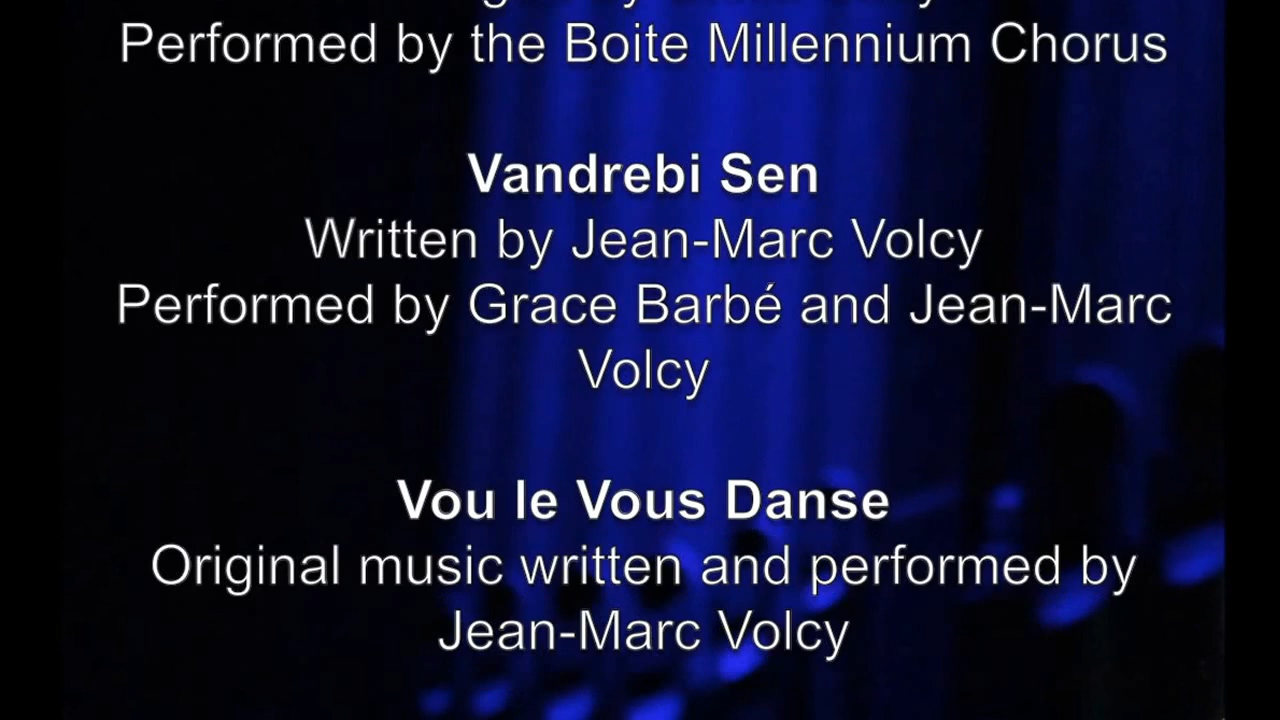 Performed by the Boite Millennium Chorus
Vandrebi Sen
Written by Jean-Marc Volcy
Performed by Grace Barbé and Jean-Marc
Volcy
Vou le Vous Danse
Original music written and performed by
Jean-Marc Volcy